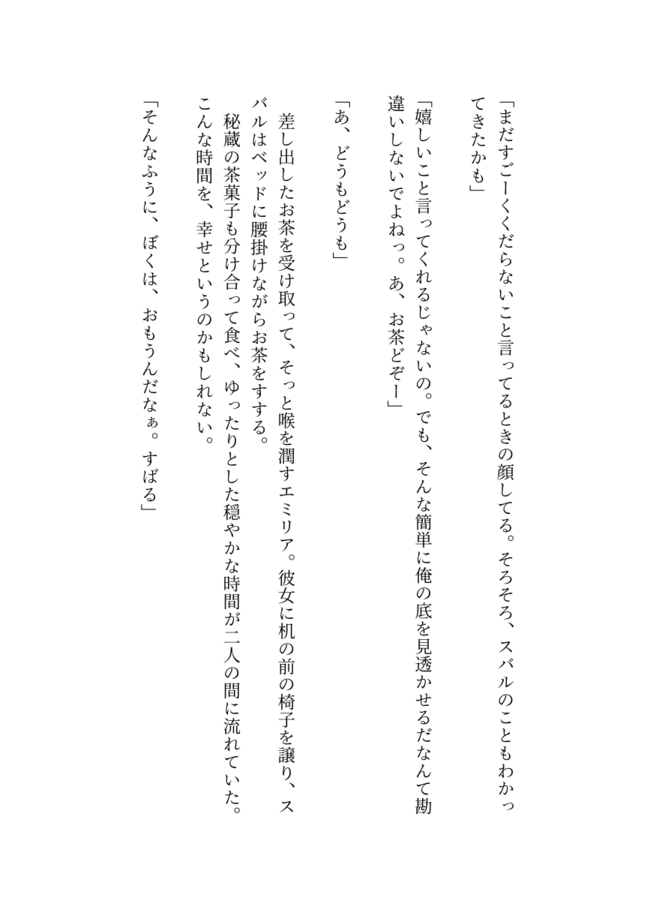 「まだすごーくくだらないこと言ってるときの顔してる。そろそろ、スバルのこともわかっ
てきたかも」
「嬉しいこと言ってくれるじゃないの。でも、そんな簡単に俺の底を見透かせるだなんて勘
違いしないでよねっ。あ、お茶どぞー」
「あ、どうもどうも」
差し出したお茶を受け取って、そっと喉を潤すエミリア。彼女に机の前の椅子を譲り、ス
バルはベッドに腰掛けながらお茶をすする。
秘蔵の茶菓子も分け合って食べ、ゆったりとした穏やかな時間が二人の間に流れていた。
こんな時間を、幸せというのかもしれない。
「そんなふうに、ぼくは、おもうんだなぁ。すばる」